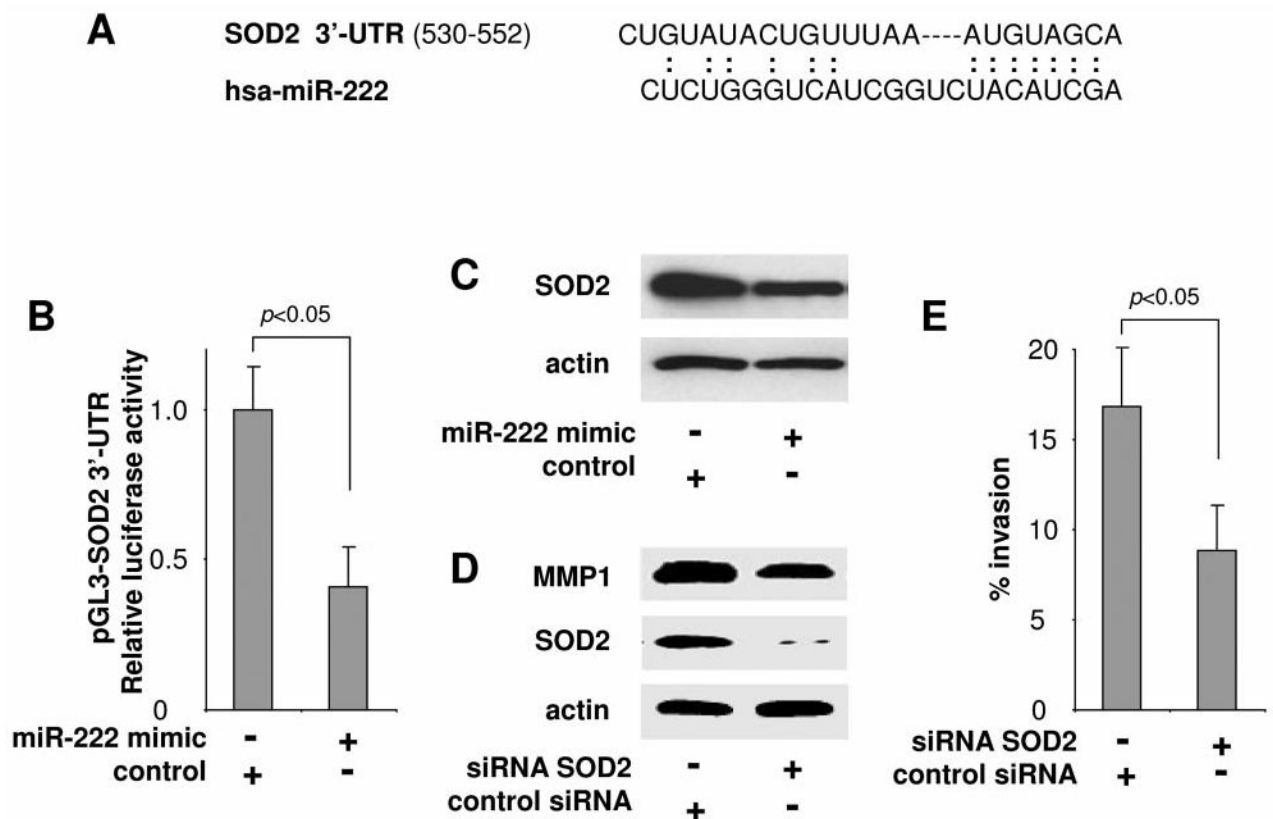 A
SOD2 3'-UTR (530-552) CUGUAUACUGUUUAA----AUGUAGCA
: : : : : : : : : : : : :
hsa-miR-222 CUCUGGGUCAUCGGUCUACAUCGA
B
p<0.05
pGL3-SOD2 3'-UTR
Relative luciferase activity
1.0
0.5
0
miR-222 mimic - +
control + -
C
SOD2
actin
miR-222 mimic - +
control + -
D
MMP1
SOD2
actin
siRNA SOD2 - +
control siRNA + -
E
p<0.05
% invasion
20
15
10
5
0
siRNA SOD2 - +
control siRNA + -